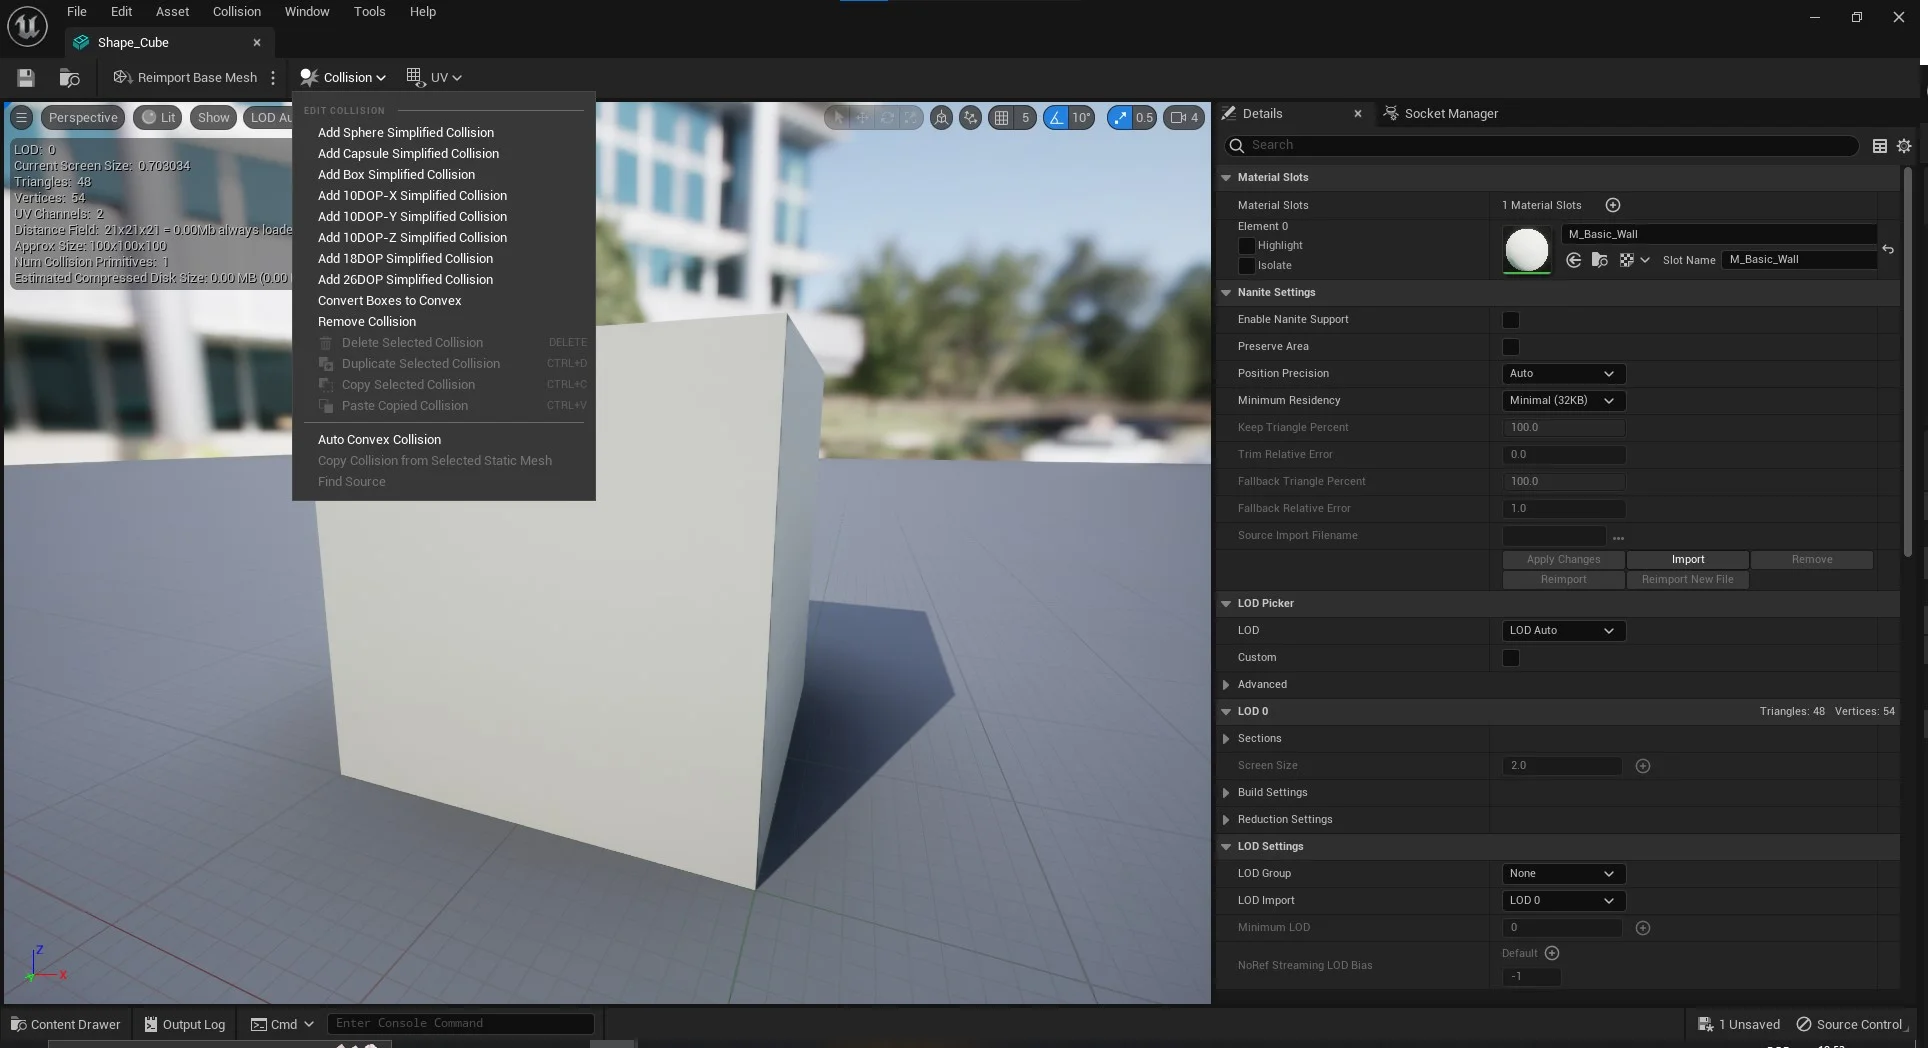 File Edit Asset Collision Window Tools Help
Shape_Cube
Reimport Base Mesh Collision UV
Perspective Lit Show LOD Au
5 10° 0.5 4
LOD: 0
Current Screen Size: 0.703034
Triangles: 48
Vertices: 54
UV Channels: 2
Distance Field: 21x21x21 = 0.00Mb always loade
Approx Size: 100x100x100
Num Collision Primitives: 1
Estimated Compressed Disk Size: 0.00 MB (0.00
EDIT COLLISION
Add Sphere Simplified Collision
Add Capsule Simplified Collision
Add Box Simplified Collision
Add 10DOP-X Simplified Collision
Add 10DOP-Y Simplified Collision
Add 10DOP-Z Simplified Collision
Add 18DOP Simplified Collision
Add 26DOP Simplified Collision
Convert Boxes to Convex
Remove Collision
Delete Selected Collision DELETE
Duplicate Selected Collision CTRL+D
Copy Selected Collision CTRL+C
Paste Copied Collision CTRL+V
Auto Convex Collision
Copy Collision from Selected Static Mesh
Find Source
Z
X
Y
Details Socket Manager
Search
Material Slots
Material Slots 1 Material Slots
Element 0
Highlight
Isolate
M_Basic_Wall
Slot Name M_Basic_Wall
Nanite Settings
Enable Nanite Support
Preserve Area
Position Precision Auto
Minimum Residency Minimal (32KB)
Keep Triangle Percent 100.0
Trim Relative Error 0.0
Fallback Triangle Percent 100.0
Fallback Relative Error 1.0
Source Import Filename ...
Apply Changes Import Remove
Reimport Reimport New File
LOD Picker
LOD LOD Auto
Custom
Advanced
LOD 0 Triangles: 48 Vertices: 54
Sections
Screen Size 2.0
Build Settings
Reduction Settings
LOD Settings
LOD Group None
LOD Import LOD 0
Minimum LOD 0
Default
NoRef Streaming LOD Bias
-1
Content Drawer Output Log Cmd Enter Console Command 1 Unsaved Source Control